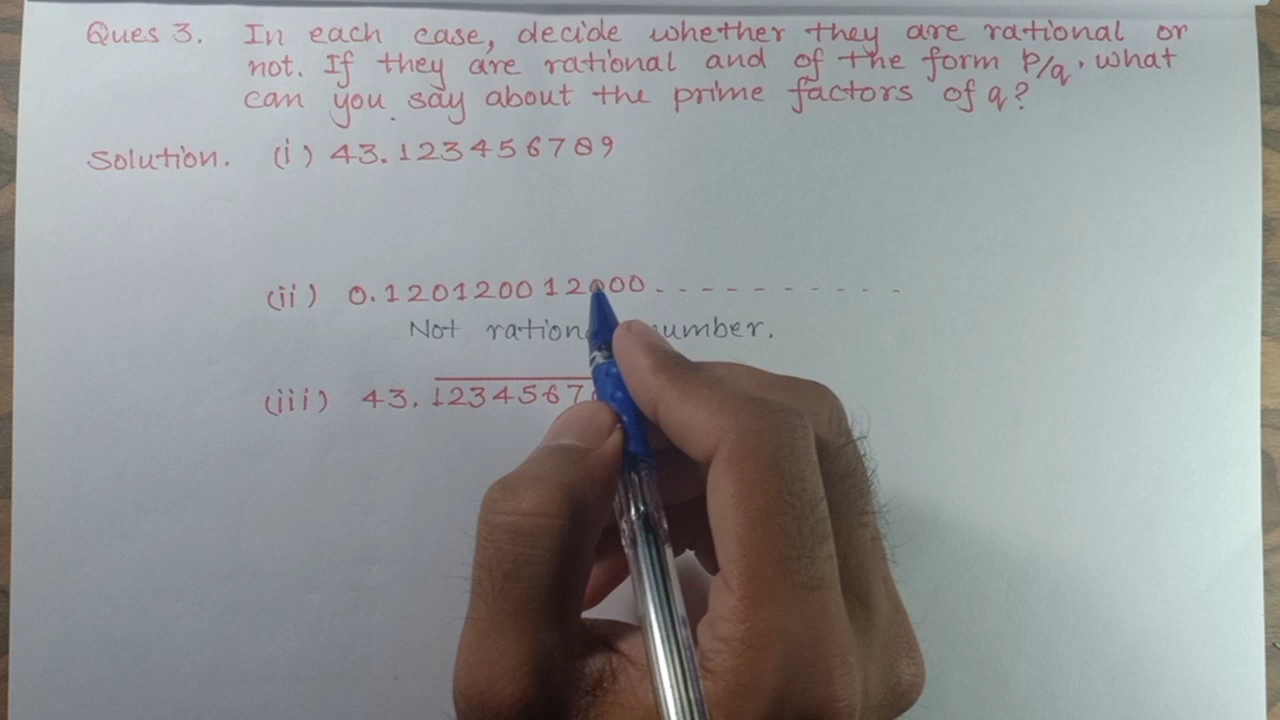 Ques 3. In each case, decide whether they are rational or
not. If they are rational and of the form p/q, what
can you say about the prime factors of q?
Solution. (i) 43.123456789
(ii) 0.120120012000----------
Not number.
(iii) 43.1234567